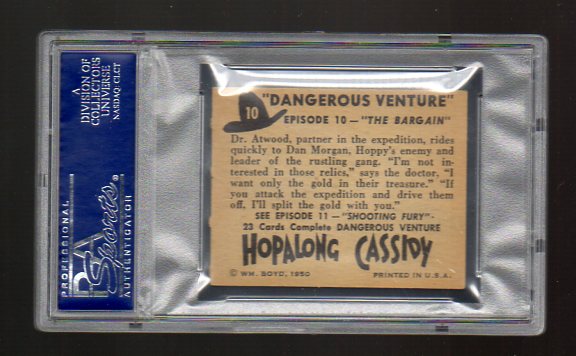 A
DIVISION OF
COLLECTORS
UNIVERSE
NASDAQ: CLCT
PSA
Sports®
PROFESSIONAL
AUTHENTICATOR
10
"DANGEROUS VENTURE"
EPISODE 10 — "THE BARGAIN"
Dr. Atwood, partner in the expedition, rides
quickly to Dan Morgan, Hoppy's enemy and
leader of the rustling gang. "I'm not in-
terested in those relics," says the doctor. "I
want only the gold in their treasure." "If
you attack the expedition and drive them
off, I'll split the gold with you."
SEE EPISODE 11 — "SHOOTING FURY"
23 Cards Complete DANGEROUS VENTURE
HOPALONG CASSIDY
© WM. BOYD, 1950
PRINTED IN U.S.A.